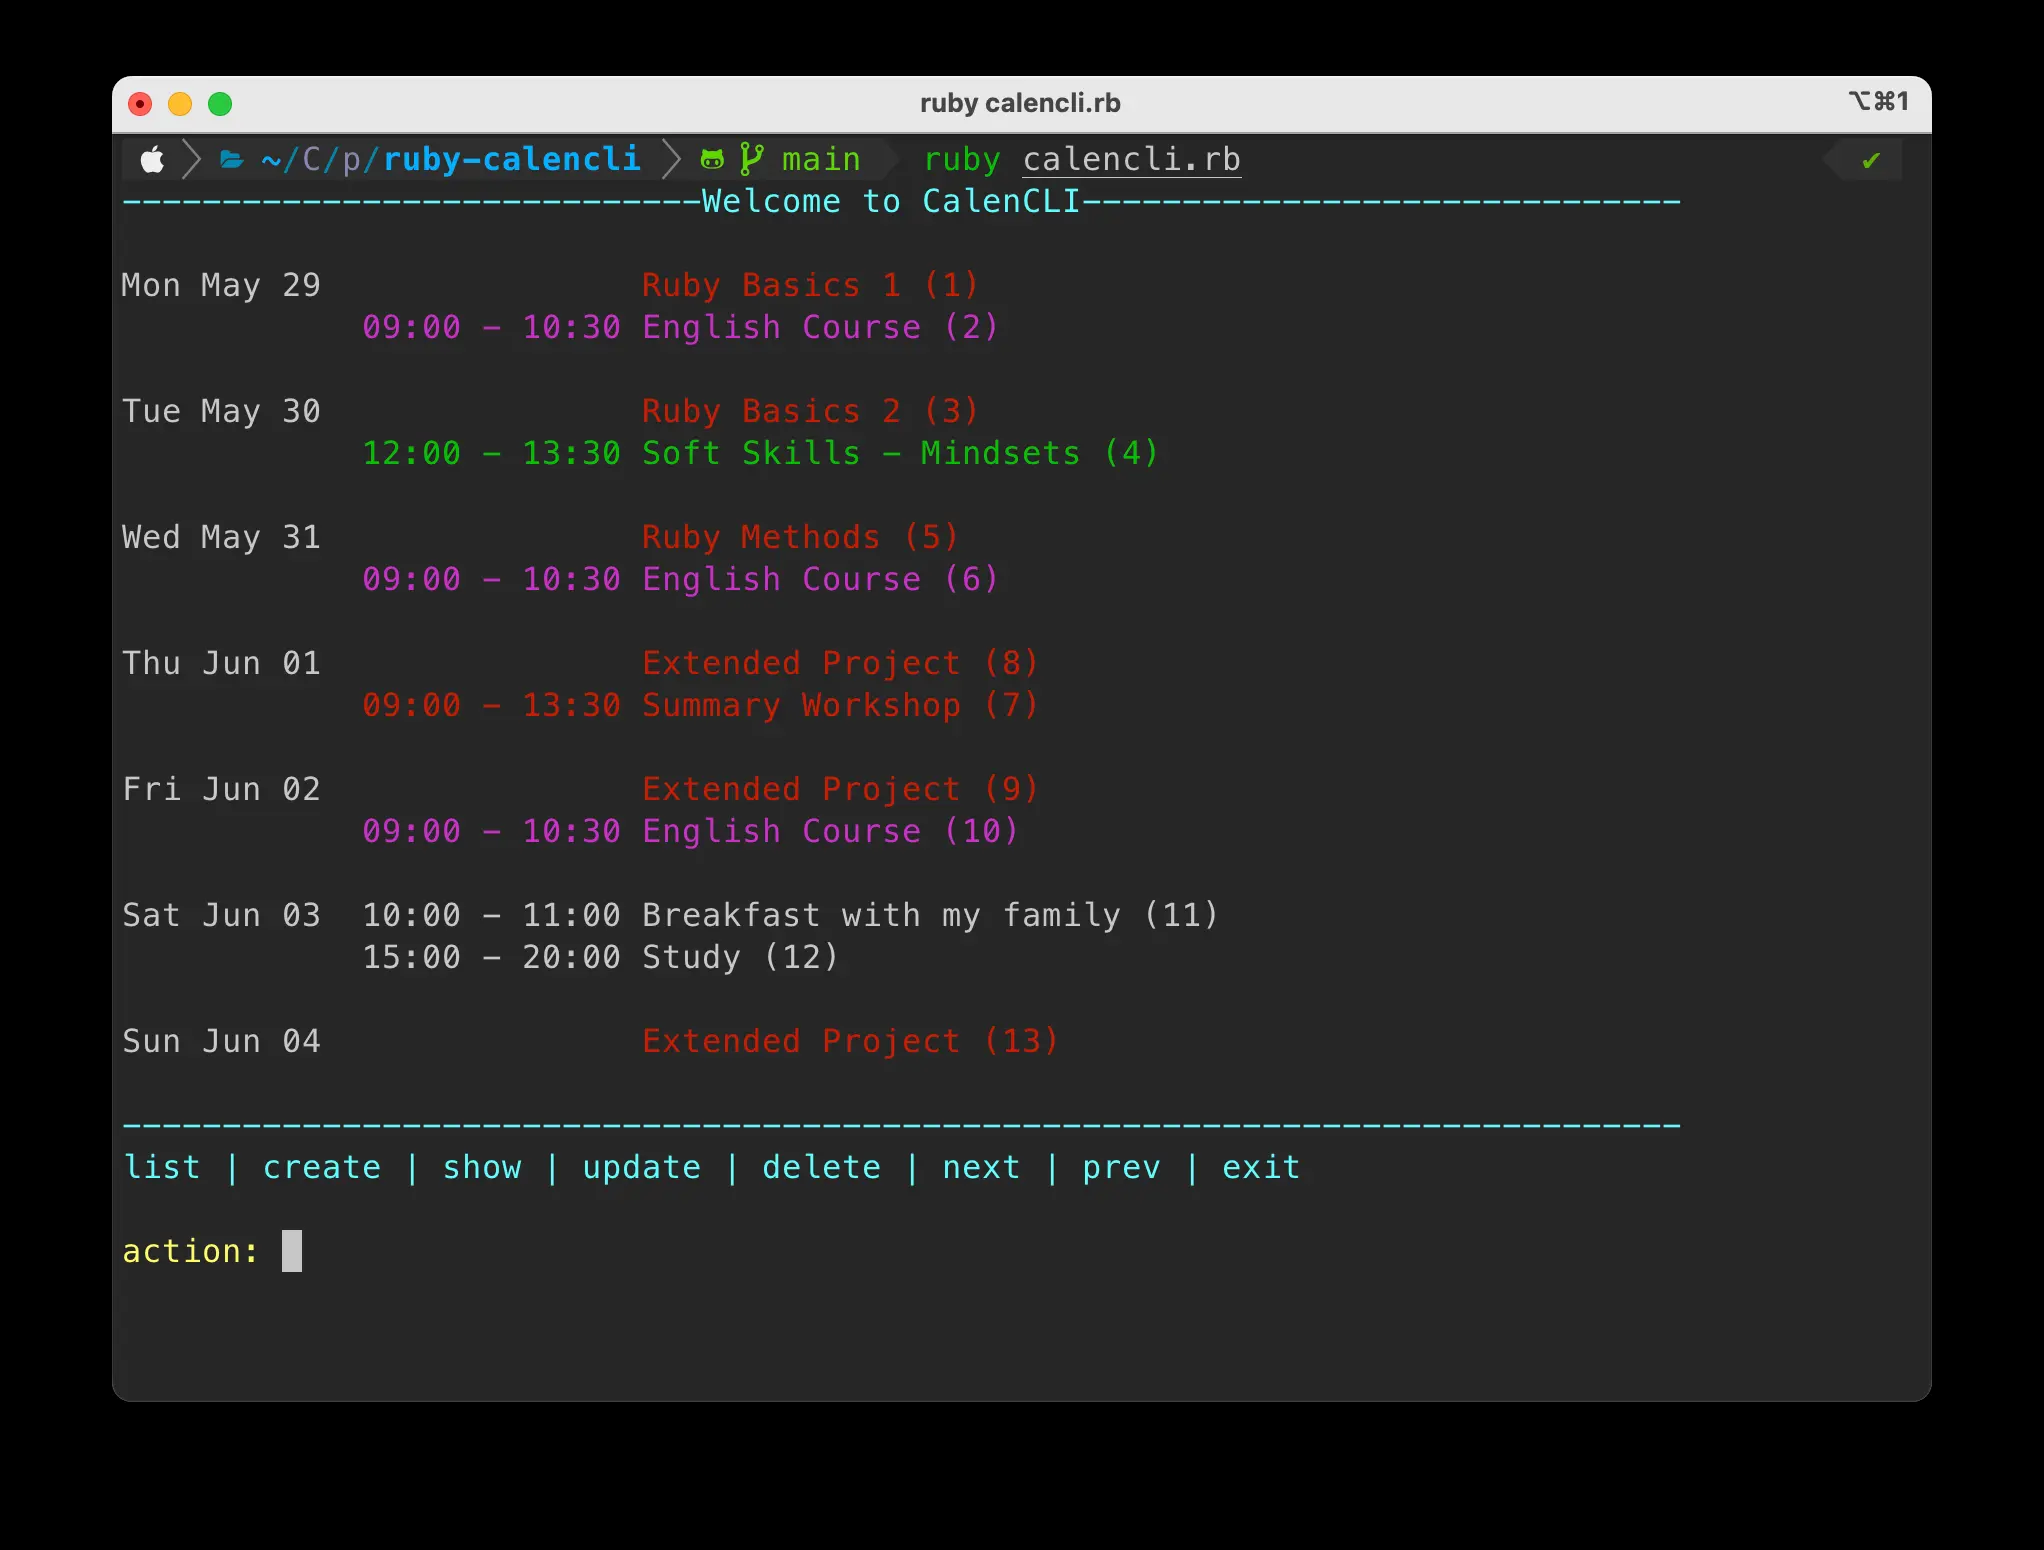 ruby calencli.rb ⌥⌘1
~/C/p/ruby-calencli main ruby calencli.rb ✔
-----------------------------Welcome to CalenCLI------------------------------
Mon May 29 Ruby Basics 1 (1)
09:00 - 10:30 English Course (2)
Tue May 30 Ruby Basics 2 (3)
12:00 - 13:30 Soft Skills - Mindsets (4)
Wed May 31 Ruby Methods (5)
09:00 - 10:30 English Course (6)
Thu Jun 01 Extended Project (8)
09:00 - 13:30 Summary Workshop (7)
Fri Jun 02 Extended Project (9)
09:00 - 10:30 English Course (10)
Sat Jun 03 10:00 - 11:00 Breakfast with my family (11)
15:00 - 20:00 Study (12)
Sun Jun 04 Extended Project (13)
------------------------------------------------------------------------------
list | create | show | update | delete | next | prev | exit
action: